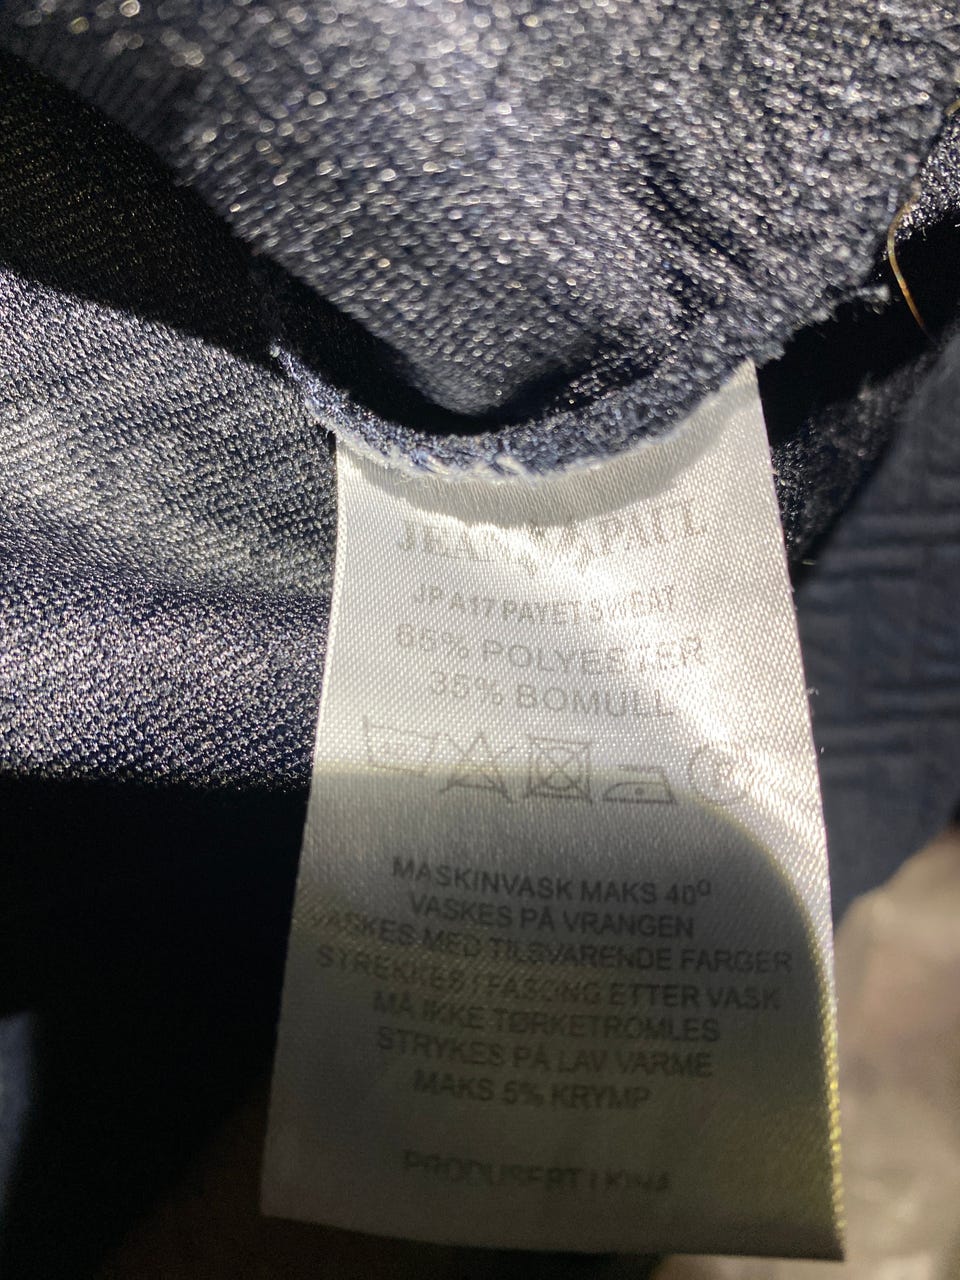 JEAN PAUL
JP A17 PAYET SWEAT
65% POLYESTER
35% BOMULL
MASKINVASK MAKS 40º
VASKES PÅ VRANGEN
VASKES MED TILSVARENDE FARGER
STREKKES I FASONG ETTER VASK
MÅ IKKE TØRKETROMLES
STRYKES PÅ LAV VARME
MAKS 5% KRYMP
PRODUSERT I KINA